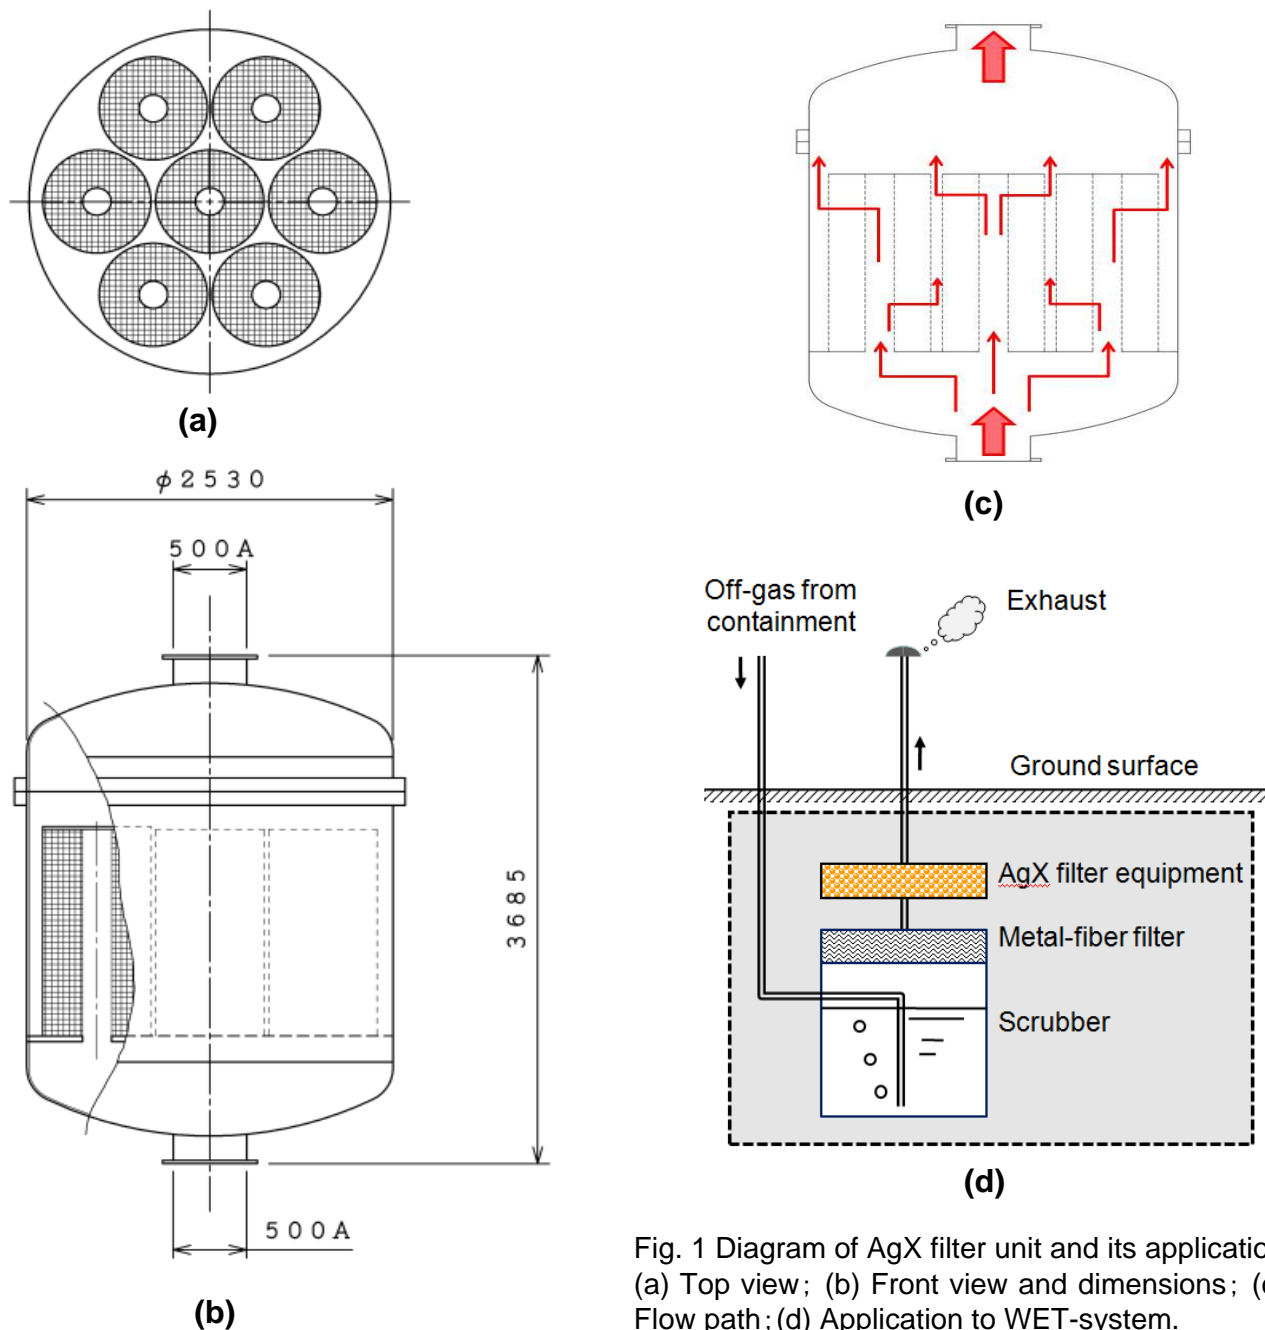 (a)
ϕ2530
500A
3685
500A
(b)
(c)
Off-gas from
containment
Exhaust
Ground surface
AgX filter equipment
Metal-fiber filter
Scrubber
(d)
Fig. 1 Diagram of AgX filter unit and its applicatio
(a) Top view; (b) Front view and dimensions; (c
Flow path; (d) Application to WET-system.